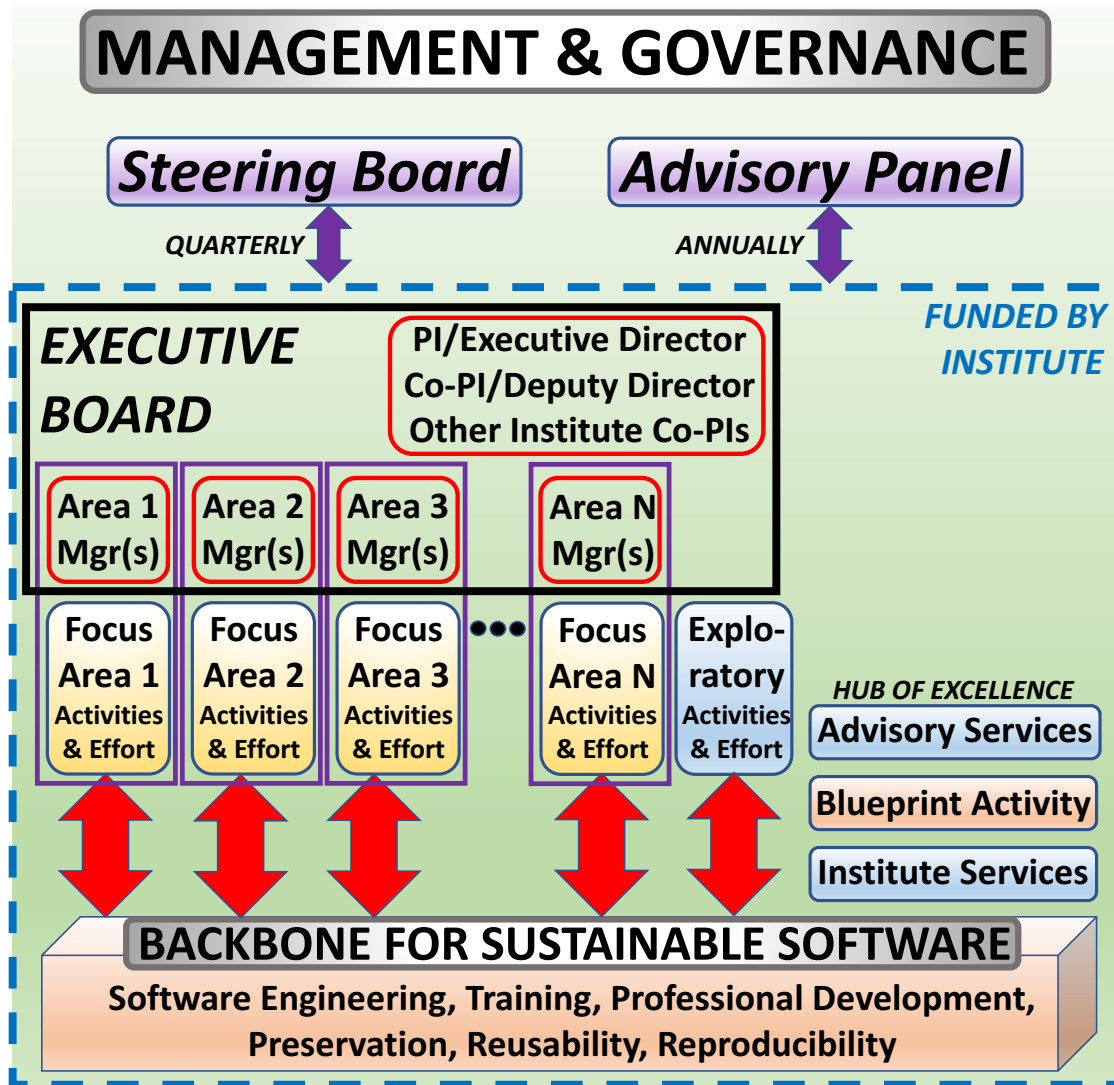 MANAGEMENT & GOVERNANCE
Steering Board
Advisory Panel
QUARTERLY
ANNUALLY
FUNDED BY
INSTITUTE
EXECUTIVE
BOARD
PI/Executive Director
Co-PI/Deputy Director
Other Institute Co-PIs
Area 1
Mgr(s)
Area 2
Mgr(s)
Area 3
Mgr(s)
Area N
Mgr(s)
Focus
Area 1
Activities
& Effort
Focus
Area 2
Activities
& Effort
Focus
Area 3
Activities
& Effort
•••
Focus
Area N
Activities
& Effort
Explo-
ratory
Activities
& Effort
HUB OF EXCELLENCE
Advisory Services
Blueprint Activity
Institute Services
BACKBONE FOR SUSTAINABLE SOFTWARE
Software Engineering, Training, Professional Development,
Preservation, Reusability, Reproducibility